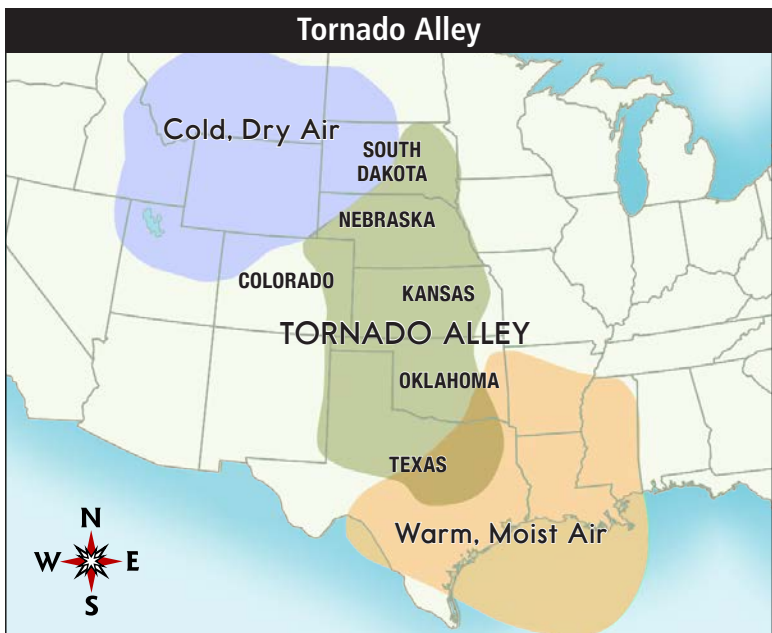 Tornado Alley
Cold, Dry Air
SOUTH
DAKOTA
NEBRASKA
COLORADO
KANSAS
TORNADO ALLEY
OKLAHOMA
TEXAS
Warm, Moist Air
N
W E
S